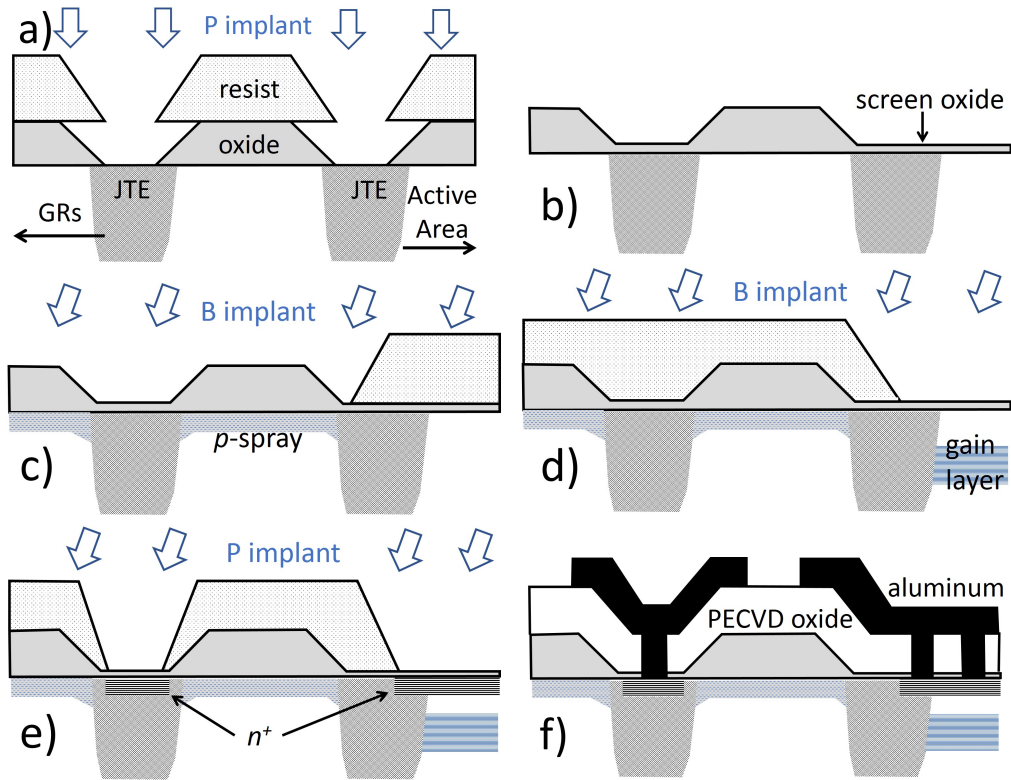 a)
P implant
resist
oxide
JTE
JTE
GRs
Active
Area
screen oxide
b)
B implant
p-spray
c)
B implant
gain
layer
d)
P implant
n+
e)
aluminum
PECVD oxide
f)